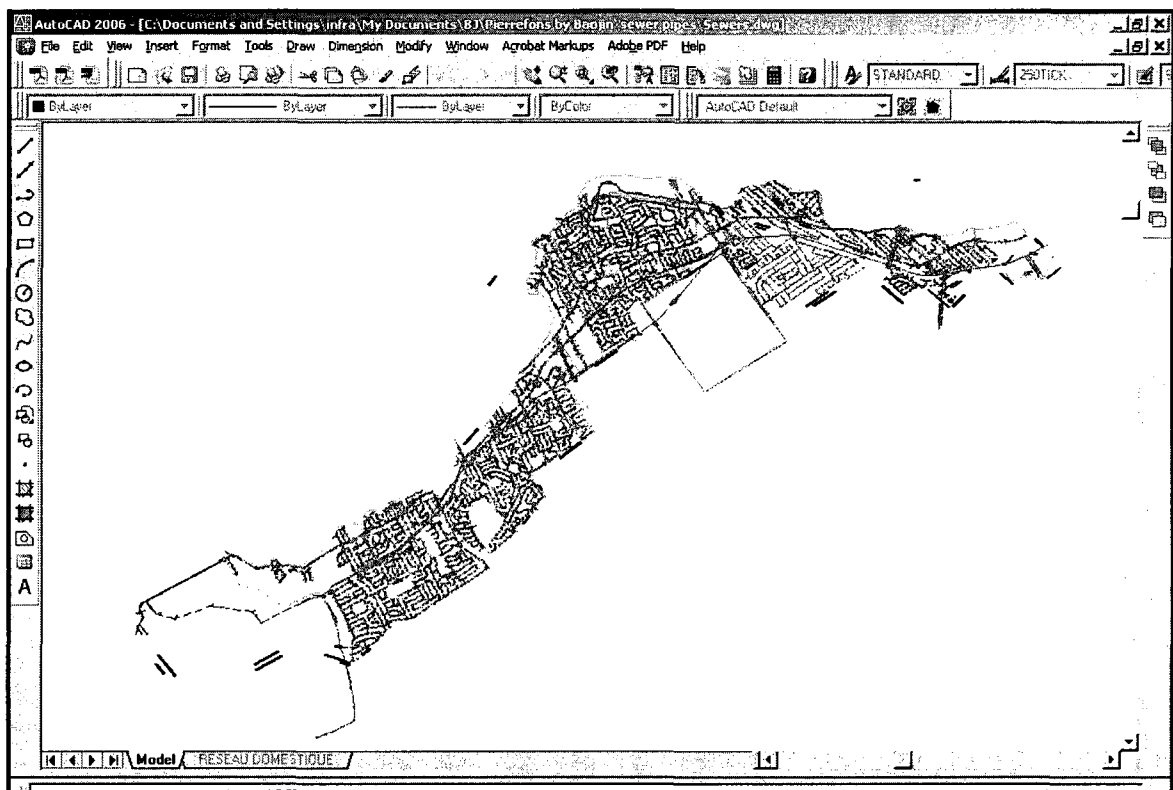 AutoCAD 2006 - [C:\Documents and Settings\infra\My Documents\BJ\Pierrefons by Baojin\sewer pipes\Sewers.dwg]
File Edit View Insert Format Tools Draw Dimension Modify Window Acrobat Markups Adobe PDF Help
STANDARD 250TICK
ByLayer ByLayer ByLayer ByColor AutoCAD Default
A
Model RESEAU DOMESTIQUE